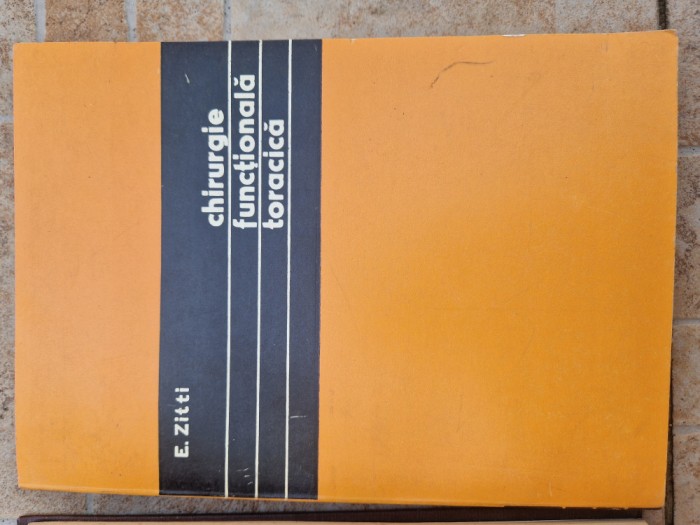 E. Zitti
chirurgie
funcțională
toracică